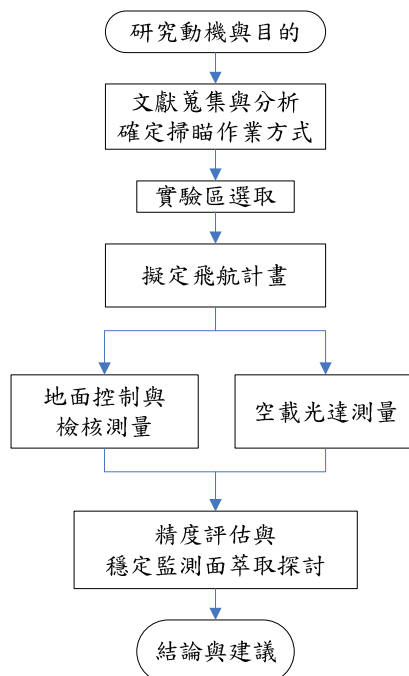 研究動機與目的
文獻蒐集與分析
確定掃瞄作業方式
實驗區選取
擬定飛航計畫
地面控制與
檢核測量
空載光達測量
精度評估與
穩定監測面萃取探討
結論與建議